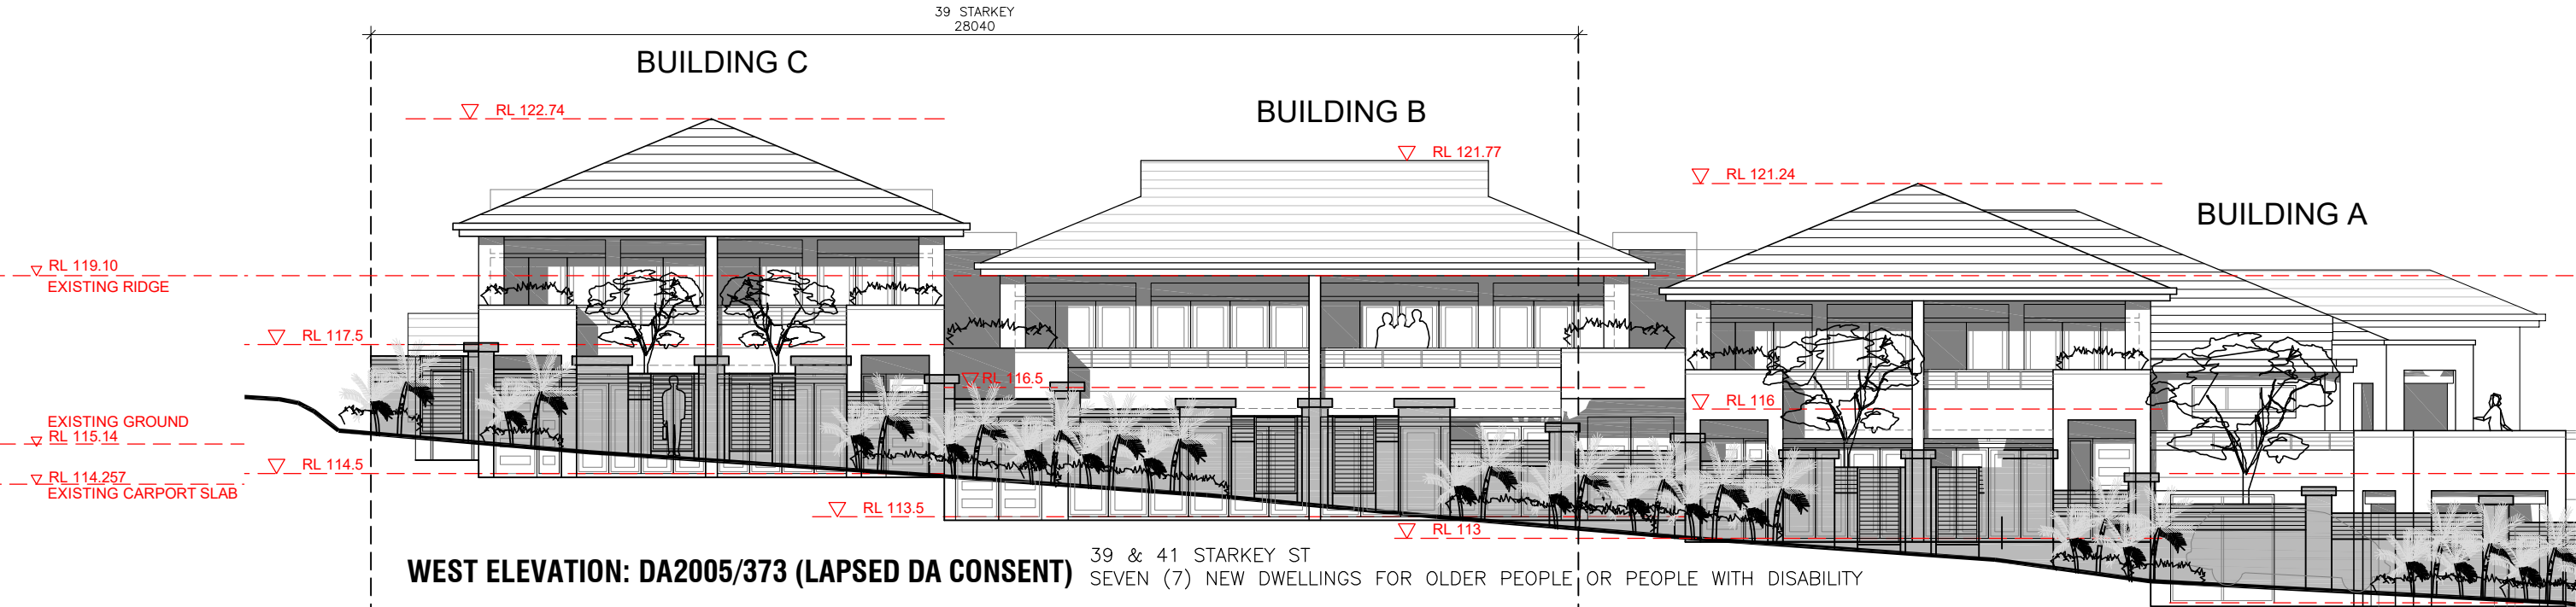 39 STARKEY
28040
BUILDING C
BUILDING B
BUILDING A
RL 122.74
RL 121.77
RL 121.24
RL 119.10
EXISTING RIDGE
RL 117.5
RL 116.5
RL 116
EXISTING GROUND
RL 115.14
RL 114.5
RL 114.257
EXISTING CARPORT SLAB
RL 113.5
RL 113
WEST ELEVATION: DA2005/373 (LAPSED DA CONSENT)
39 & 41 STARKEY ST
SEVEN (7) NEW DWELLINGS FOR OLDER PEOPLE OR PEOPLE WITH DISABILITY